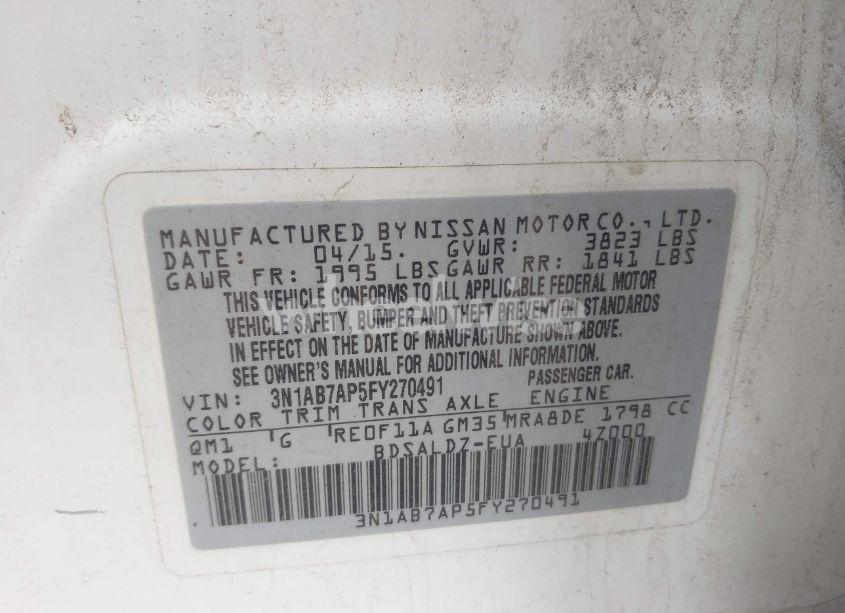 MANUFACTURED BY NISSAN MOTOR CO., LTD.
DATE: 04/15. GVWR: 3823 LBS
GAWR FR: 1995 LBS GAWR RR: 1841 LBS
THIS VEHICLE CONFORMS TO ALL APPLICABLE FEDERAL MOTOR
VEHICLE SAFETY, BUMPER AND THEFT PREVENTION STANDARDS
IN EFFECT ON THE DATE OF MANUFACTURE SHOWN ABOVE.
SEE OWNER'S MANUAL FOR ADDITIONAL INFORMATION.
VIN: 3N1AB7AP5FY270491 PASSENGER CAR.
COLOR TRIM TRANS AXLE ENGINE
QM1 G RE0F11A GM35 MRA8DE 1798 CC
MODEL: BDSALDZ-EUA 4Z000
3N1AB7AP5FY270491